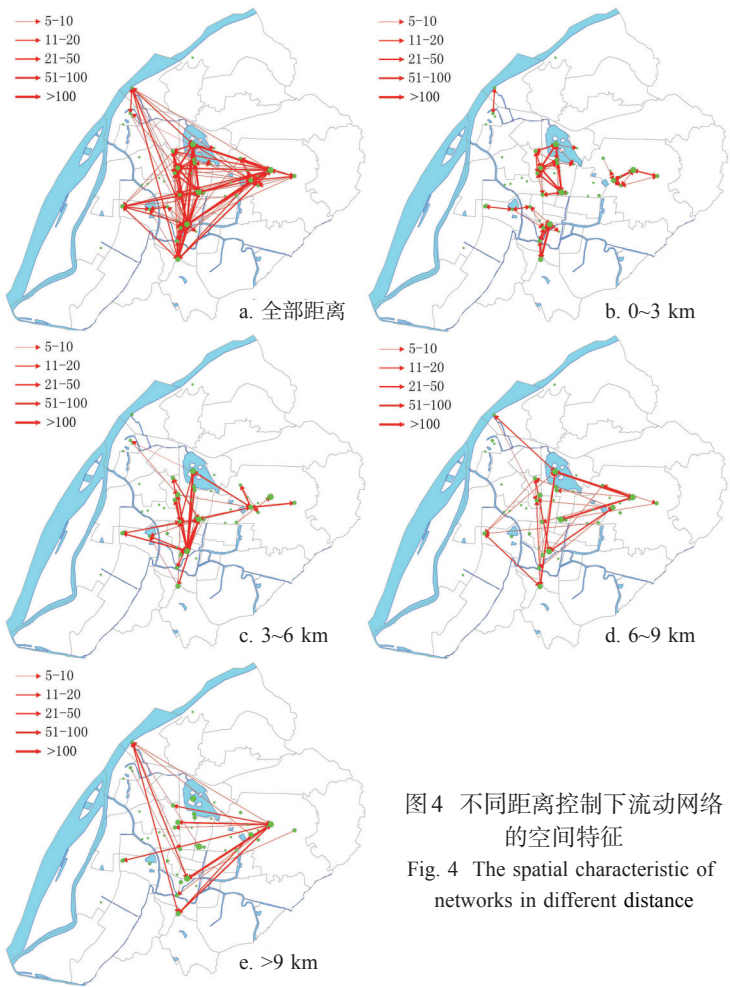 5-10
11-20
21-50
51-100
>100
a. 全部距离
5-10
11-20
21-50
51-100
>100
b. 0~3 km
5-10
11-20
21-50
51-100
>100
c. 3~6 km
5-10
11-20
21-50
51-100
>100
d. 6~9 km
5-10
11-20
21-50
51-100
>100
e. >9 km
图4 不同距离控制下流动网络
的空间特征
Fig. 4 The spatial characteristic of
networks in different distance